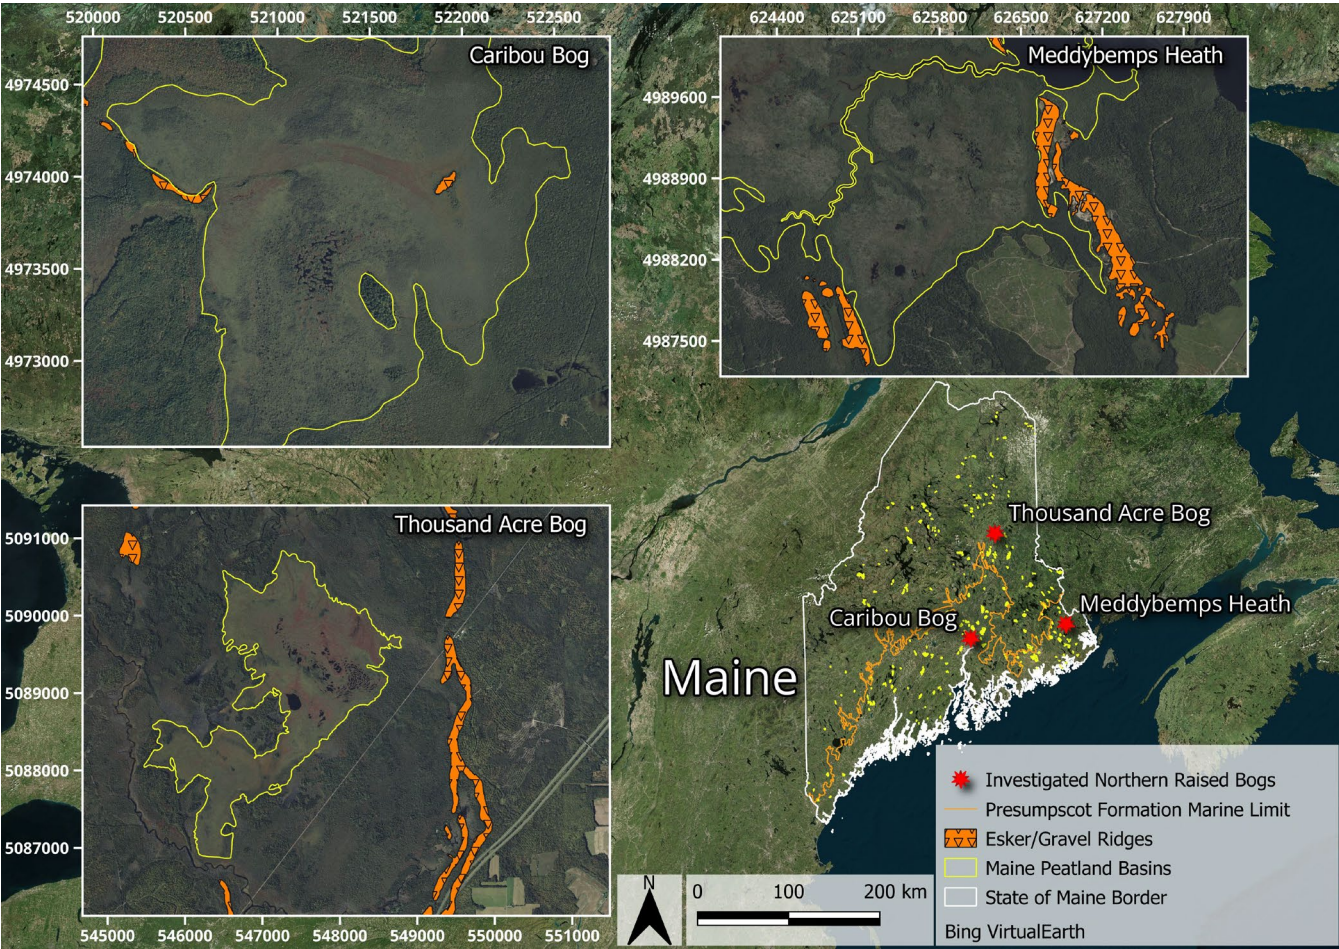 520000 520500 521000 521500 522000 522500
Caribou Bog
4974500
4974000
4973500
4973000
624400 625100 625800 626500 627200 627900
Meddybemps Heath
4989600
4988900
4988200
4987500
Thousand Acre Bog
5091000
5090000
5089000
5088000
5087000
545000 546000 547000 548000 549000 550000 551000
Thousand Acre Bog
Meddybemps Heath
Caribou Bog
Maine
N
0 100 200 km
Investigated Northern Raised Bogs
Presumpscot Formation Marine Limit
Esker/Gravel Ridges
Maine Peatland Basins
State of Maine Border
Bing VirtualEarth